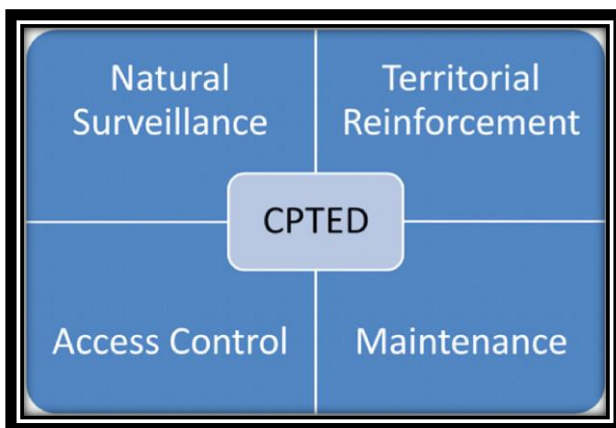 Natural
Surveillance
Territorial
Reinforcement
CPTED
Access Control
Maintenance